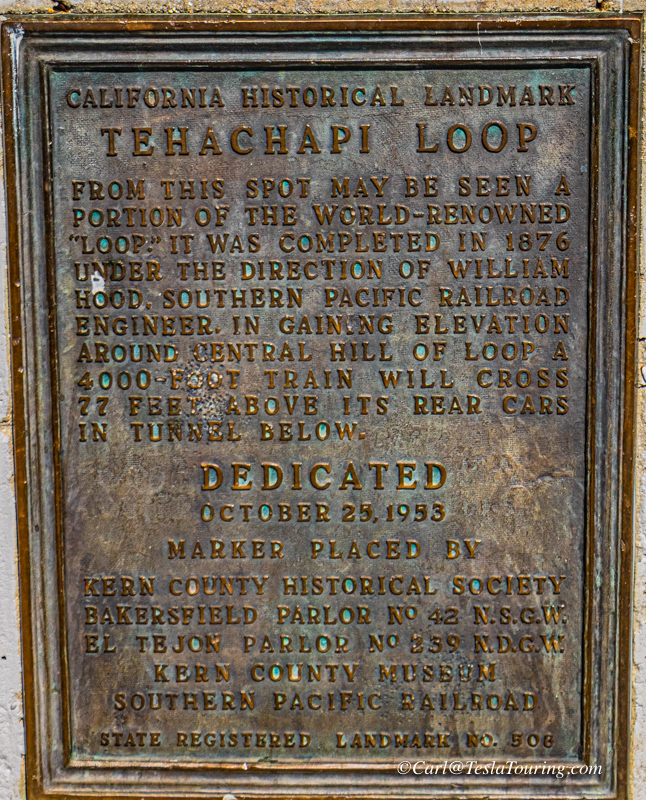 CALIFORNIA HISTORICAL LANDMARK
TEHACHAPI LOOP
FROM THIS SPOT MAY BE SEEN A
PORTION OF THE WORLD-RENOWNED
"LOOP." IT WAS COMPLETED IN 1876
UNDER THE DIRECTION OF WILLIAM
HOOD, SOUTHERN PACIFIC RAILROAD
ENGINEER. IN GAINING ELEVATION
AROUND CENTRAL HILL OF LOOP A
4000-FOOT TRAIN WILL CROSS
77 FEET ABOVE ITS REAR CARS
IN TUNNEL BELOW.
DEDICATED
OCTOBER 25, 1953
MARKER PLACED BY
KERN COUNTY HISTORICAL SOCIETY
BAKERSFIELD PARLOR Nº 42 N.S.G.W.
EL TEJON PARLOR Nº 239 N.D.G.W.
KERN COUNTY MUSEUM
SOUTHERN PACIFIC RAILROAD
STATE REGISTERED LANDMARK NO. 508
©Carl@TeslaTouring.com